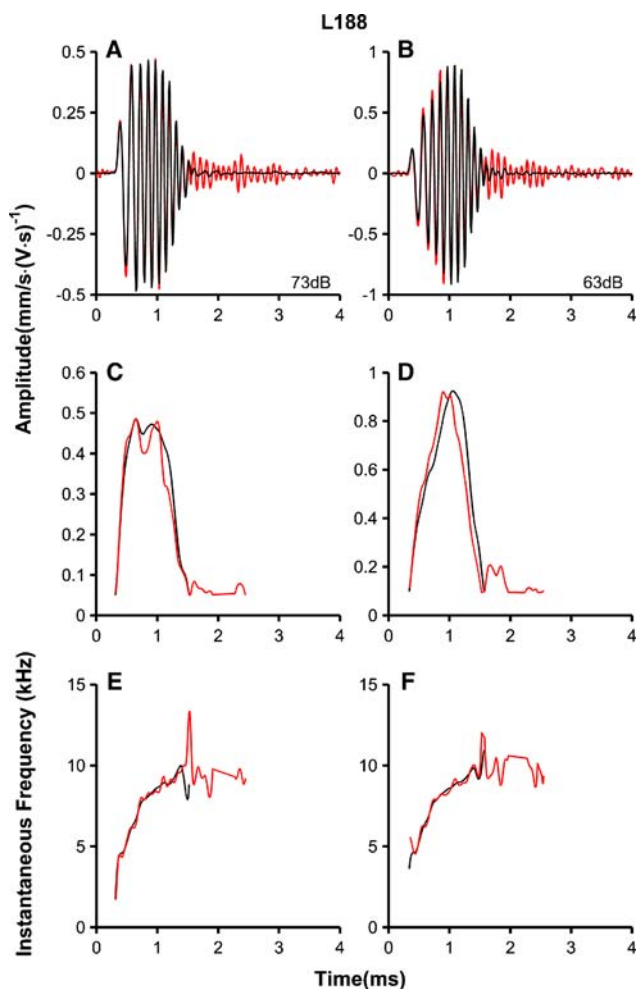 L188
A
B
0.5
0.25
0
-0.25
-0.5
1
0.5
0
-0.5
-1
73dB
63dB
0 1 2 3 4
0 1 2 3 4
Amplitude(mm/s·(V·s)⁻¹
C
D
0.6
0.5
0.4
0.3
0.2
0.1
0
1
0.8
0.6
0.4
0.2
0
0 1 2 3 4
0 1 2 3 4
E
F
15
10
5
0
15
10
5
0
0 1 2 3 4
0 1 2 3 4
Instantaneous Frequency (kHz)
Time(ms)